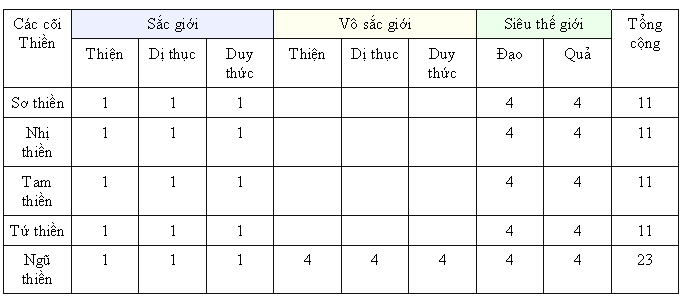 Các cõi Thiền Sắc giới Vô sắc giới Siêu thế giới Tổng cộng
Thiện Dị thục Duy thức Thiện Dị thục Duy thức Đạo Quả
Sơ thiền 1 1 1 4 4 11
Nhị thiền 1 1 1 4 4 11
Tam thiền 1 1 1 4 4 11
Tứ thiền 1 1 1 4 4 11
Ngũ thiền 1 1 1 4 4 4 4 4 23